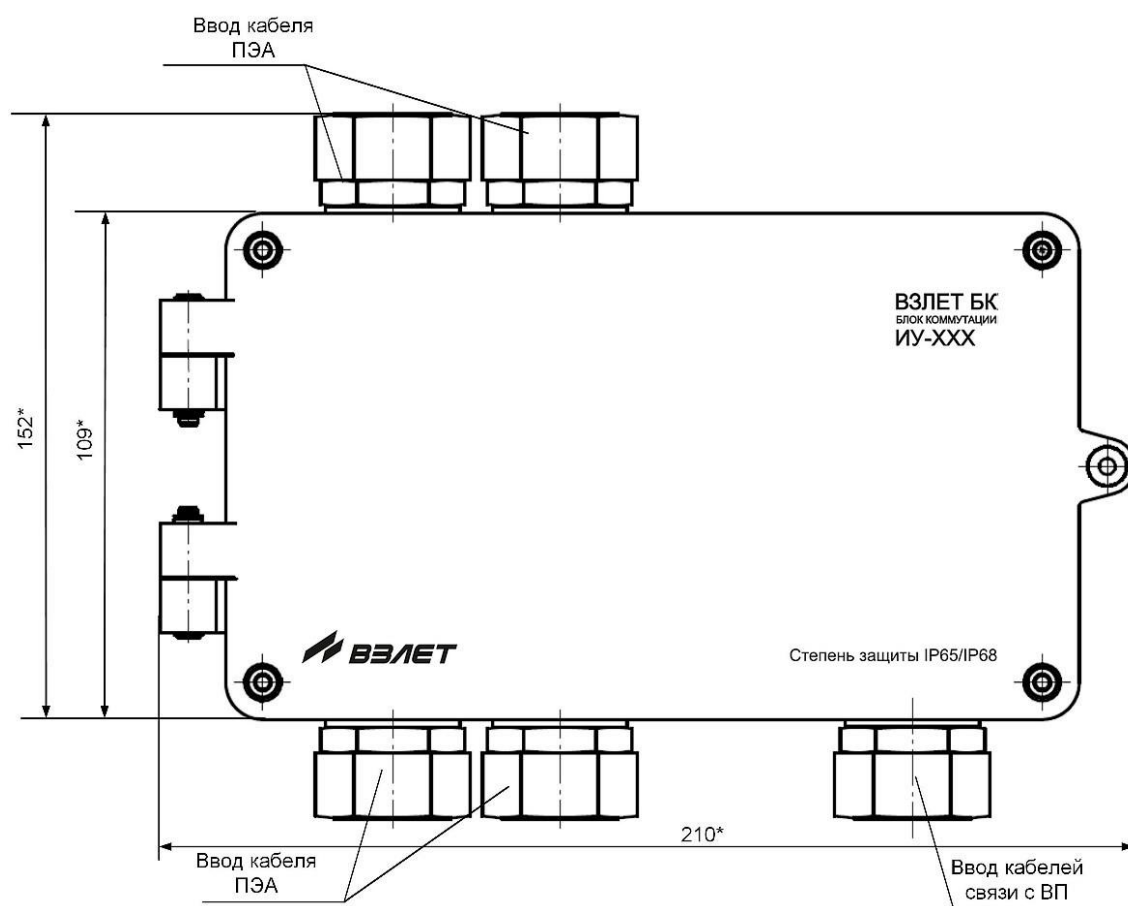 Ввод кабеля
ПЭА
ВЗЛЕТ БК
БЛОК КОММУТАЦИИ
ИУ-ХХХ
152*
109*
ВЗЛЕТ
Степень защиты IP65/IP68
210*
Ввод кабеля
ПЭА
Ввод кабелей
связи с ВП